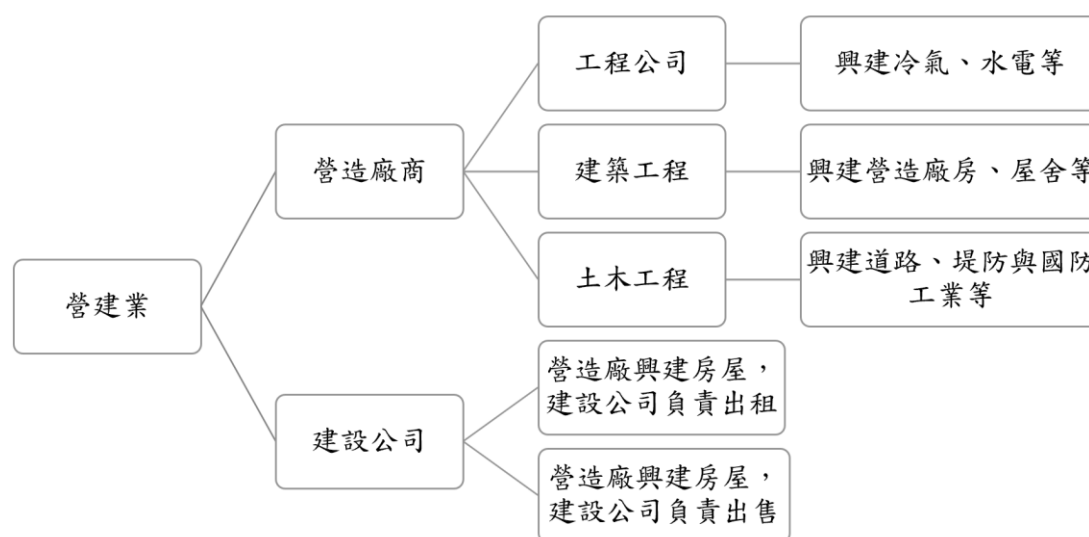 營建業
營造廠商
工程公司
興建冷氣、水電等
建築工程
興建營造廠房、屋舍等
土木工程
興建道路、堤防與國防
工業等
建設公司
營造廠興建房屋，
建設公司負責出租
營造廠興建房屋，
建設公司負責出售